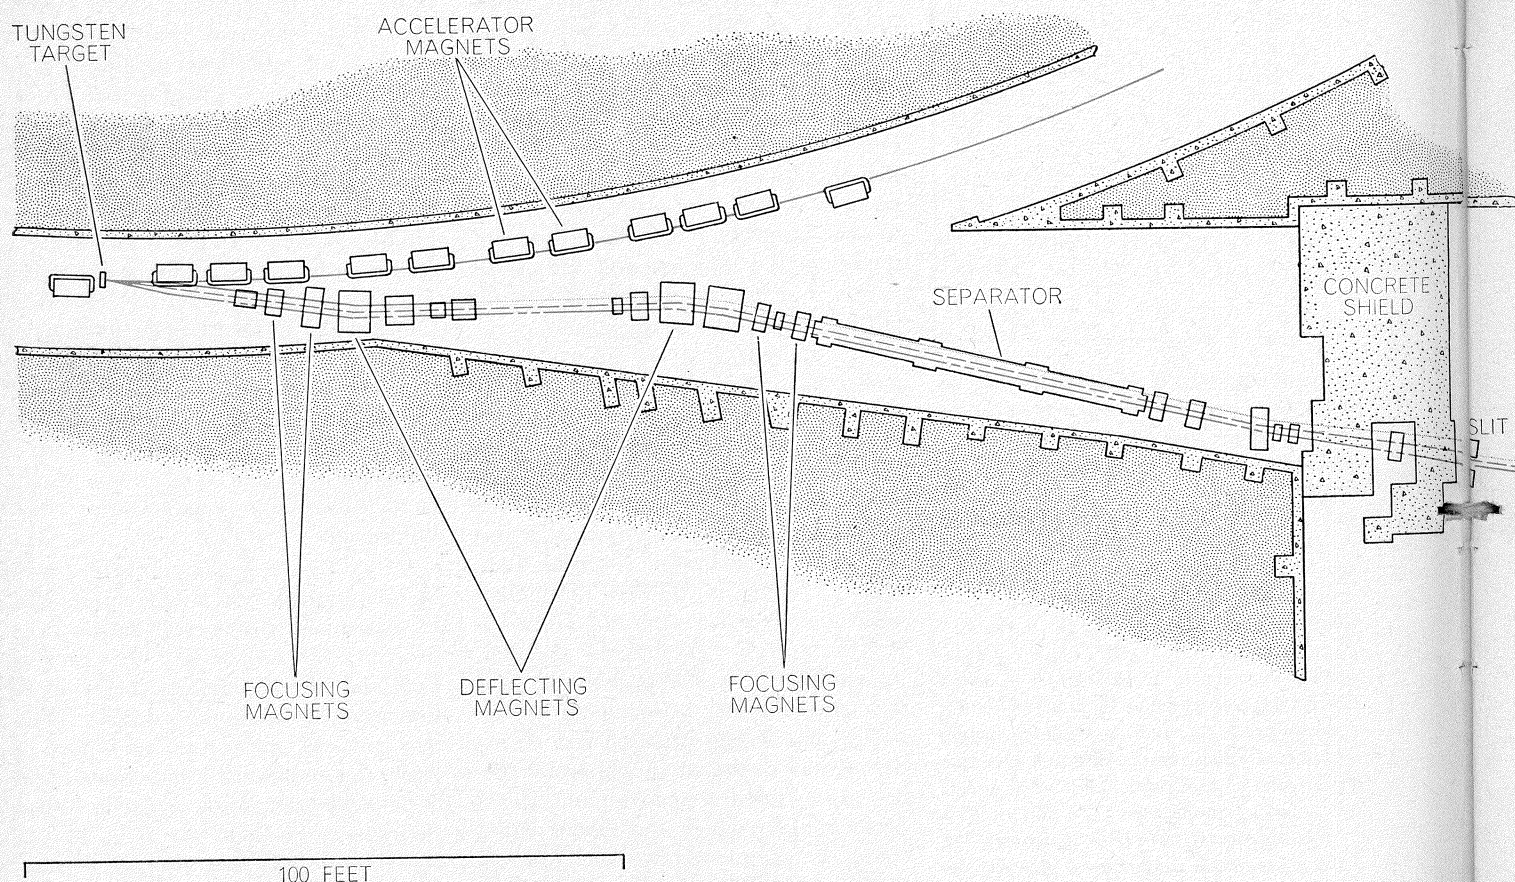 TUNGSTEN
TARGET
ACCELERATOR
MAGNETS
SEPARATOR
CONCRETE
SHIELD
SLIT
FOCUSING
MAGNETS
DEFLECTING
MAGNETS
FOCUSING
MAGNETS
100 FEET